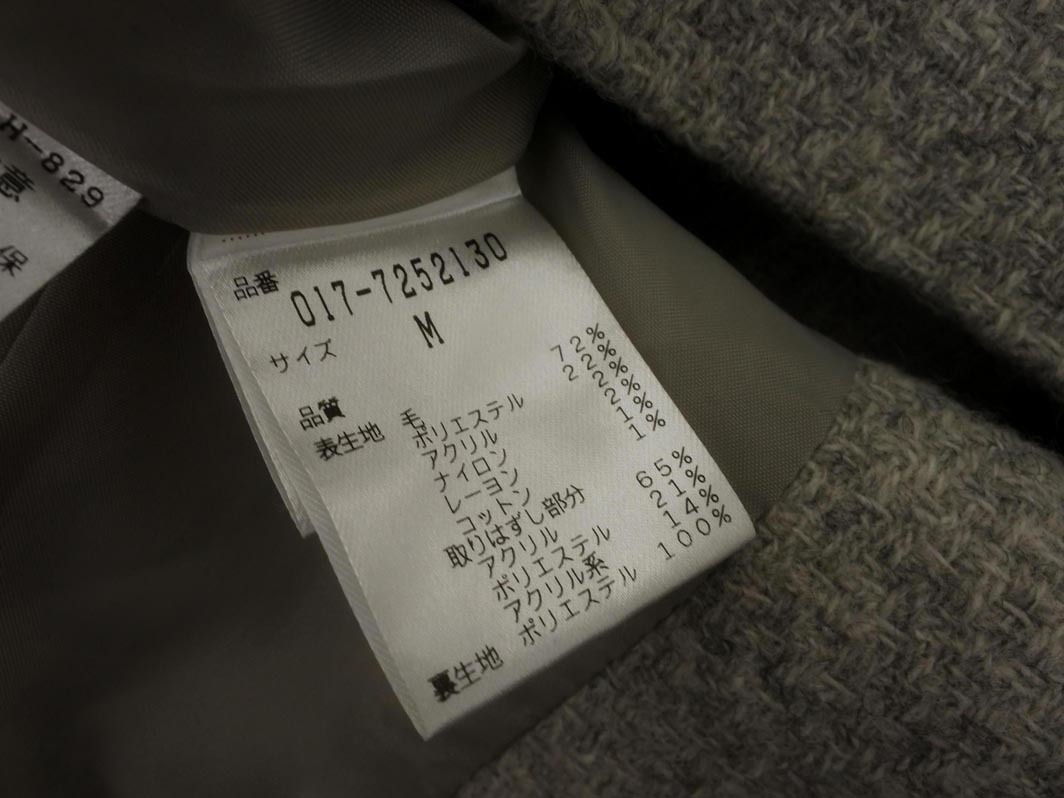 H-829
意
保
品番 017-7252130
サイズ M
品質
表生地 毛 72%
ポリエステル 22%
アクリル 2%
ナイロン 2%
レーヨン 1%
コットン 1%
取りはずし部分
アクリル 65%
ポリエステル 21%
アクリル系 14%
裏生地 ポリエステル 100%